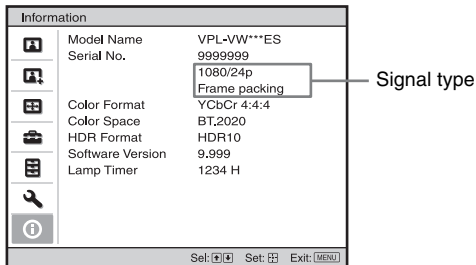 Information
Model Name VPL-VW***ES
Serial No. 9999999
1080/24p
Frame packing
Signal type
Color Format YCbCr 4:4:4
Color Space BT.2020
HDR Format HDR10
Software Version 9.999
Lamp Timer 1234 H
Sel: Set: Exit: MENU